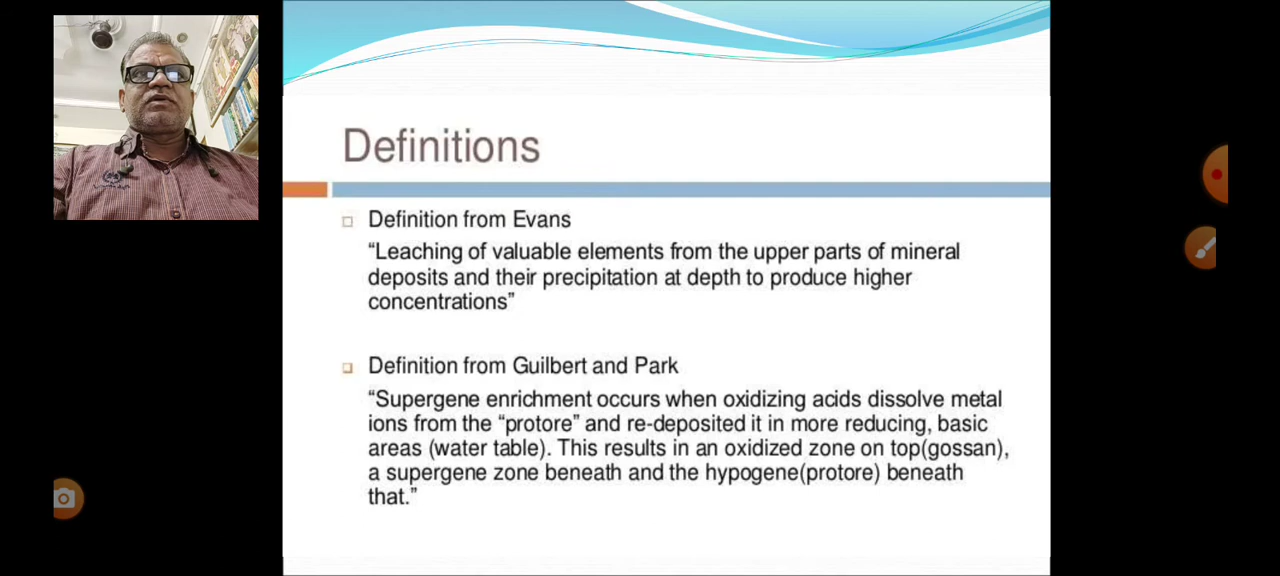 Definitions
Definition from Evans
“Leaching of valuable elements from the upper parts of mineral
deposits and their precipitation at depth to produce higher
concentrations”
Definition from Guilbert and Park
“Supergene enrichment occurs when oxidizing acids dissolve metal
ions from the “protore” and re-deposited it in more reducing, basic
areas (water table). This results in an oxidized zone on top(gossan),
a supergene zone beneath and the hypogene(protore) beneath
that.”